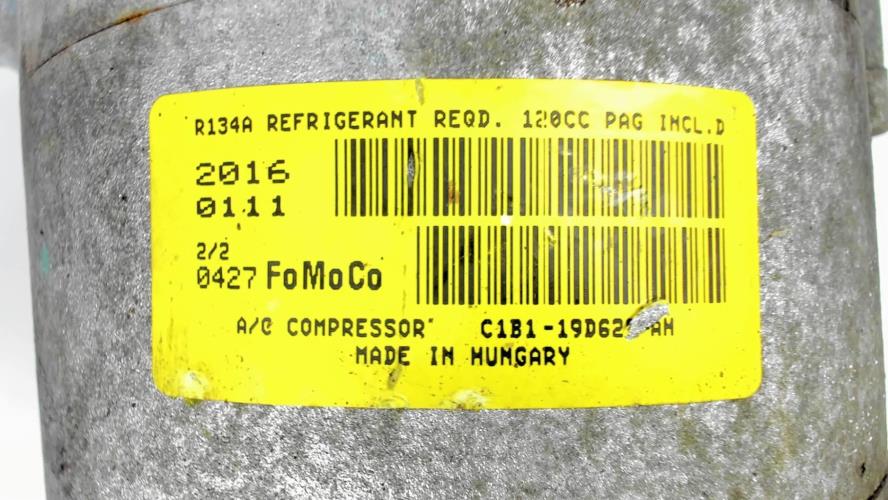 R134A REFRIGERANT REQD. 120CC PAG INCL.D
2016
0111
2/2
0427 FoMoCo
A/C COMPRESSOR
MADE IN HUNGARY